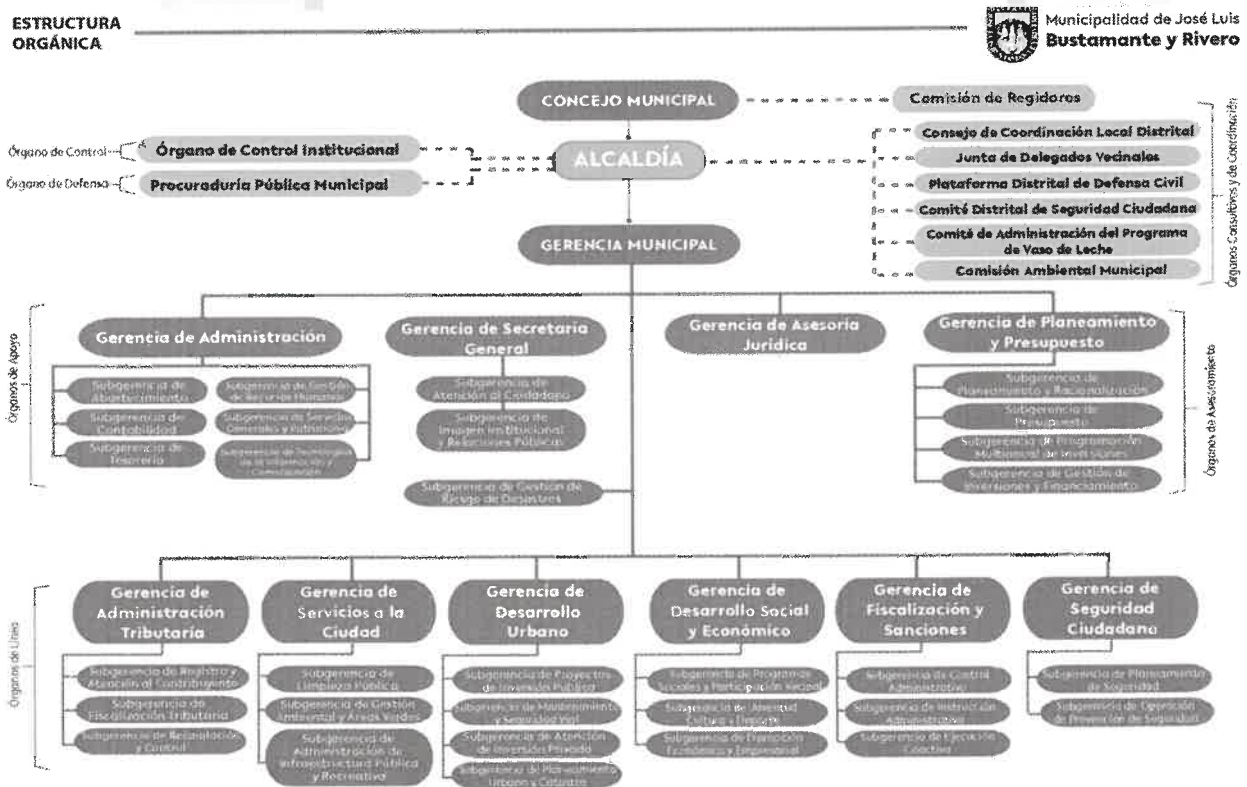 ESTRUCTURA
ORGÁNICA
Municipalidad de José Luis
Bustamante y Rivero
CONCEJO MUNICIPAL
Comisión de Regidores
Órgano de Control
Órgano de Control Institucional
Órgano de Defensa
Procuraduría Pública Municipal
ALCALDÍA
Consejo de Coordinación Local Distrital
Junta de Delegados Vecinales
Plataforma Distrital de Defensa Civil
Comité Distrital de Seguridad Ciudadana
Comité de Administración del Programa
de Vaso de Leche
Comisión Ambiental Municipal
Órganos Consultivos y de Coordinación
GERENCIA MUNICIPAL
Órganos de Apoyo
Gerencia de Administración
Subgerencia de
Abastecimiento
Subgerencia de
Contabilidad
Subgerencia de
Tesorería
Subgerencia de Gestión
de Recursos Humanos
Subgerencia de Servicios
Generales y Patrimonio
Subgerencia de Tecnologías
de la Información y
Comunicación
Gerencia de Secretaría
General
Subgerencia de
Atención al Ciudadano
Subgerencia de
Imagen Institucional
y Relaciones Públicas
Subgerencia de Gestión de
Riesgo de Desastres
Gerencia de Asesoría
Jurídica
Gerencia de Planeamiento
y Presupuesto
Subgerencia de
Planeamiento y Racionalización
Subgerencia de
Presupuesto
Subgerencia de Programación
Multianual de Inversiones
Subgerencia de Gestión de
Inversiones y Financiamiento
Órganos de Asesoramiento
Órganos de Línea
Gerencia de
Administración
Tributaria
Subgerencia de Registro y
Atención al Contribuyente
Subgerencia de
Fiscalización Tributaria
Subgerencia de Recaudación
y Control
Gerencia de
Servicios a la
Ciudad
Subgerencia de
Limpieza Pública
Subgerencia de Gestión
Ambiental y Areas Verdes
Subgerencia de
Administración de
Infraestructura Pública
y Recreativa
Gerencia de
Desarrollo
Urbano
Subgerencia de Proyectos
de Inversión Pública
Subgerencia de Mantenimiento
y Seguridad Vial
Subgerencia de Atención
de Inversión Privada
Subgerencia de Planeamiento
Urbano y Catastro
Gerencia de
Desarrollo Social
y Económico
Subgerencia de Programas
Sociales y Participación Vecinal
Subgerencia de Juventud
Cultura y Deporte
Subgerencia de Promoción
Económica y Empresarial
Gerencia de
Fiscalización y
Sanciones
Subgerencia de Control
Administrativo
Subgerencia de Instrucción
Administrativa
Subgerencia de Ejecución
Coactiva
Gerencia de
Seguridad
Ciudadana
Subgerencia de Planeamiento
de Seguridad
Subgerencia de Operación
de Prevención de Seguridad